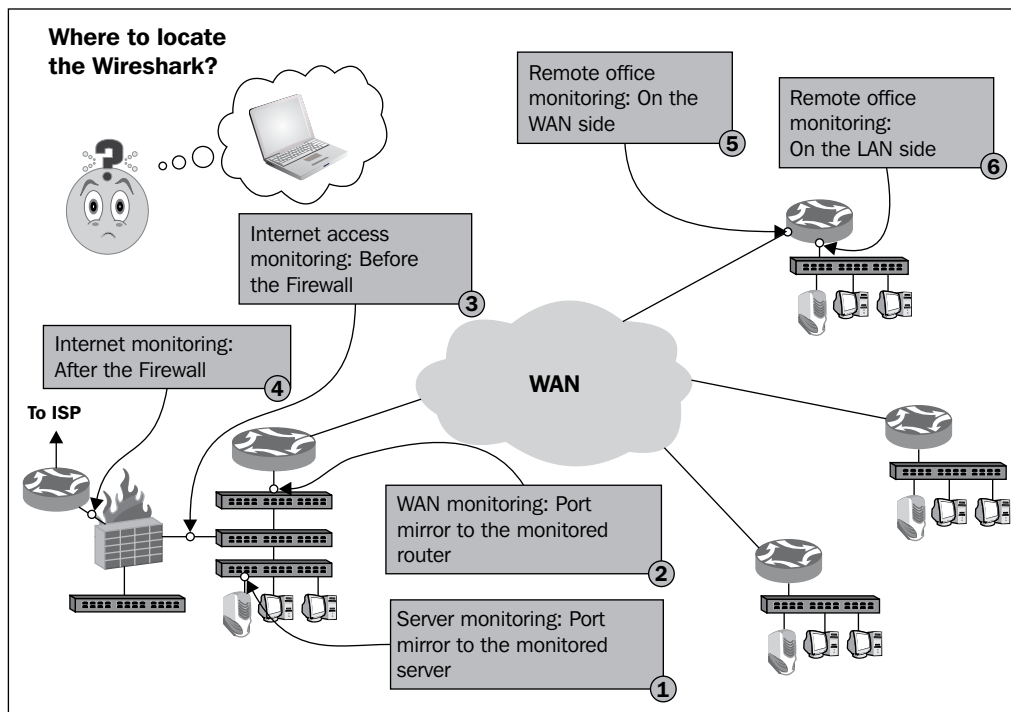 Where to locate
the Wireshark?
?
Remote office
monitoring: On the
WAN side
5
Remote office
monitoring:
On the LAN side
6
Internet access
monitoring: Before
the Firewall
3
Internet monitoring:
After the Firewall
4
To ISP
WAN
WAN monitoring: Port
mirror to the monitored
router
2
Server monitoring: Port
mirror to the monitored
server
1